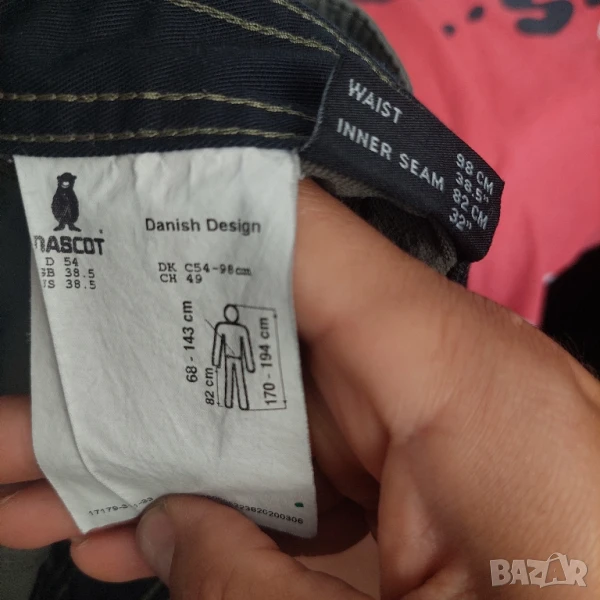 WAIST
98 CM
38.5"
INNER SEAM
82 CM
32"
MASCOT
Danish Design
D 54
GB 38.5
US 38.5
DK C54-98cm
CH 49
68 - 143 cm
82 cm
170 - 194 cm
BAZAR